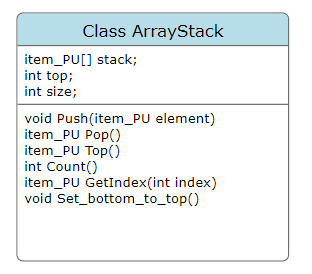 Class ArrayStack
item_PU[] stack;
int top;
int size;
void Push(item_PU element)
item_PU Pop()
item_PU Top()
int Count()
item_PU GetIndex(int index)
void Set_bottom_to_top()